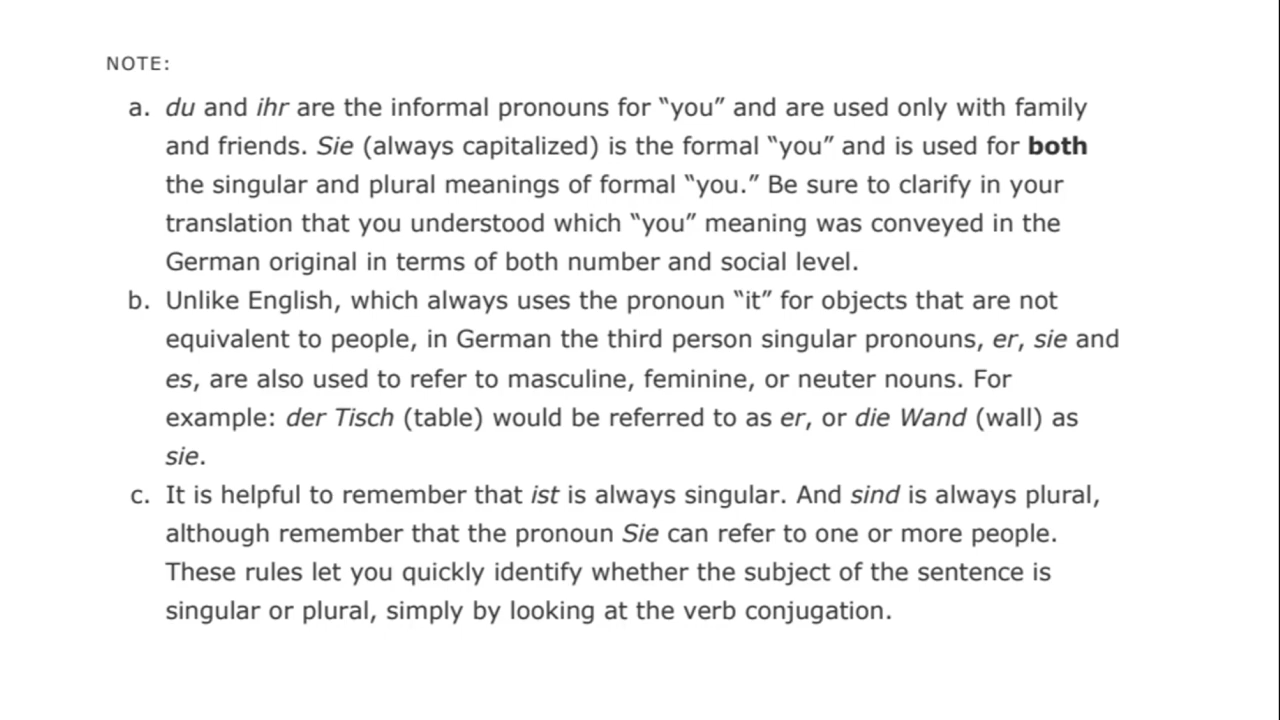 NOTE:
a. du and ihr are the informal pronouns for “you” and are used only with family
and friends. Sie (always capitalized) is the formal “you” and is used for both
the singular and plural meanings of formal “you.” Be sure to clarify in your
translation that you understood which “you” meaning was conveyed in the
German original in terms of both number and social level.
b. Unlike English, which always uses the pronoun “it” for objects that are not
equivalent to people, in German the third person singular pronouns, er, sie and
es, are also used to refer to masculine, feminine, or neuter nouns. For
example: der Tisch (table) would be referred to as er, or die Wand (wall) as
sie.
c. It is helpful to remember that ist is always singular. And sind is always plural,
although remember that the pronoun Sie can refer to one or more people.
These rules let you quickly identify whether the subject of the sentence is
singular or plural, simply by looking at the verb conjugation.